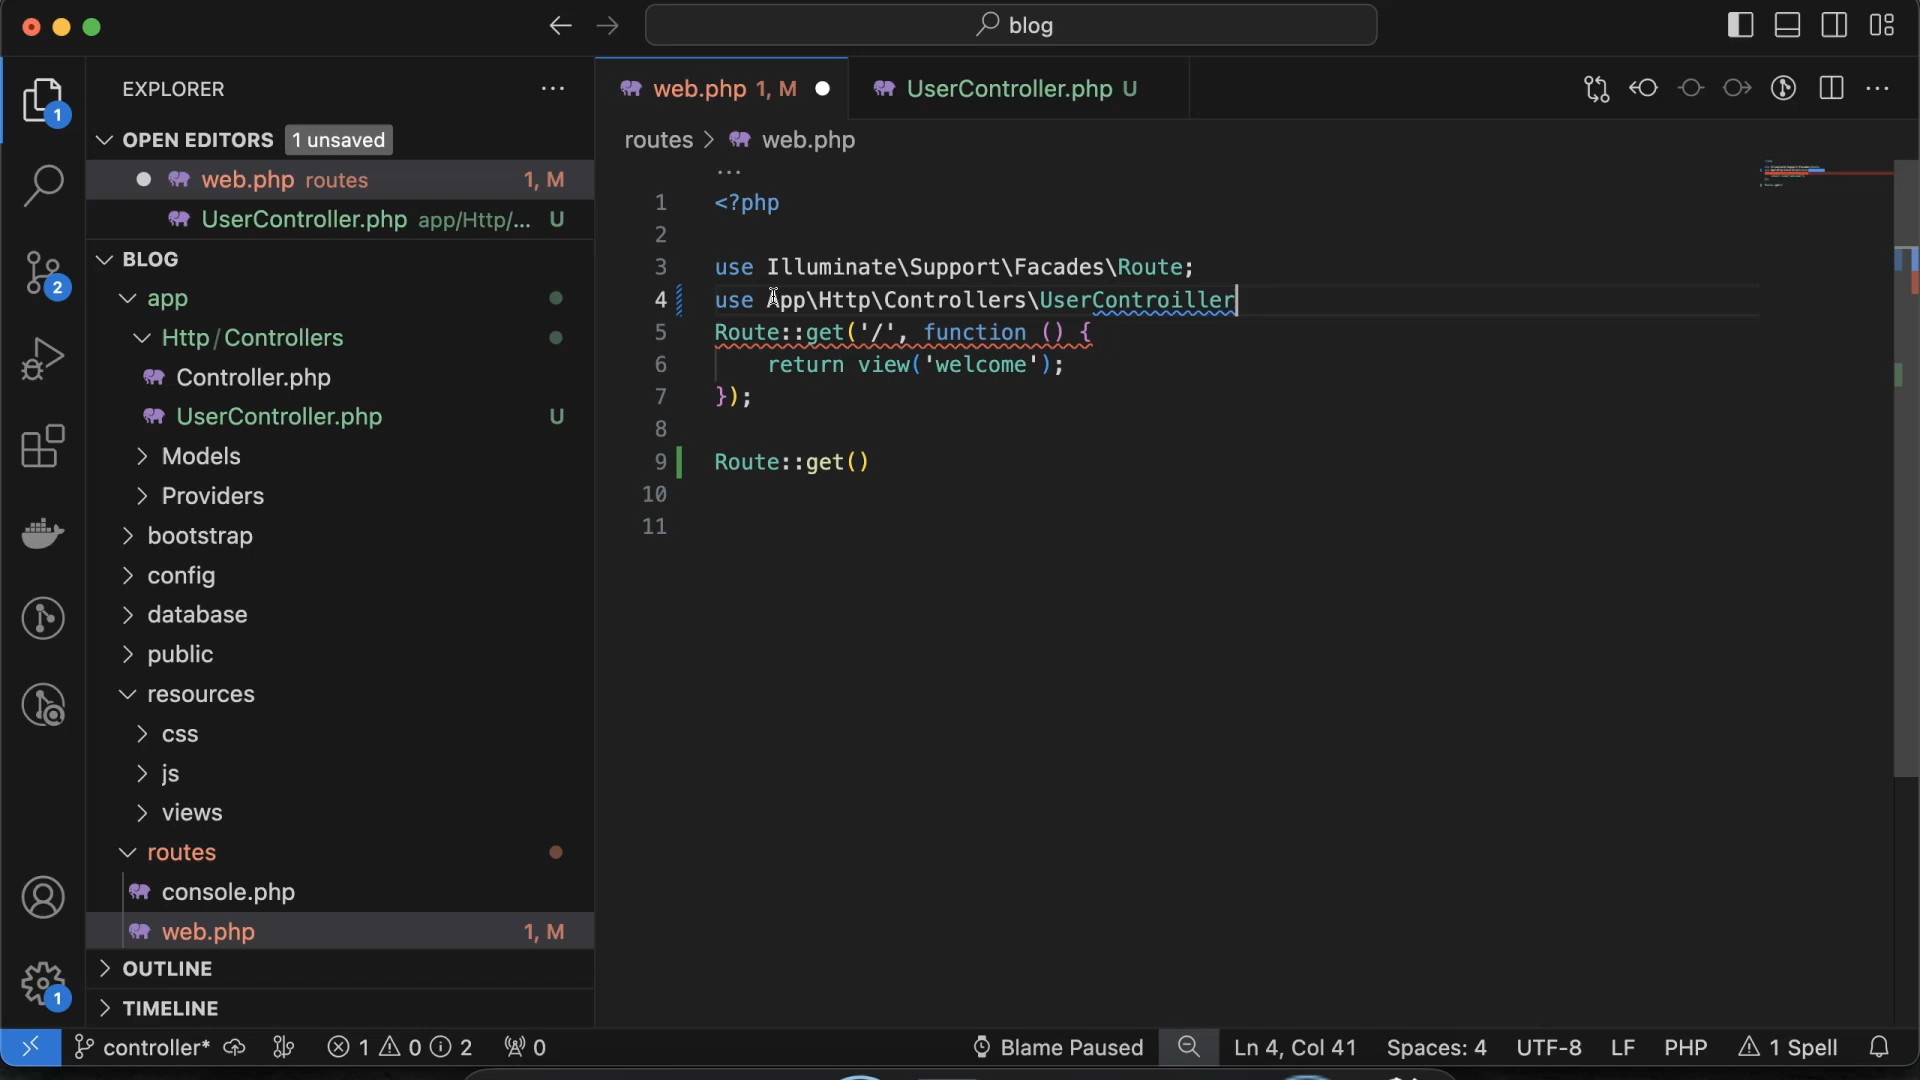 blog
EXPLORER
OPEN EDITORS 1 unsaved
web.php routes 1, M
UserController.php app/Http/... U
BLOG
app
Http/Controllers
Controller.php
UserController.php U
Models
Providers
bootstrap
config
database
public
resources
css
js
views
routes
console.php
web.php 1, M
OUTLINE
TIMELINE
1
2
1
web.php 1, M
UserController.php U
routes > web.php
...
1 <?php
2
3 use Illuminate\Support\Facades\Route;
4 use App\Http\Controllers\UserControiller
5 Route::get('/', function () {
6 return view('welcome');
7 });
8
9 Route::get()
10
11
controller* 1 0 2 0 Blame Paused Ln 4, Col 41 Spaces: 4 UTF-8 LF PHP 1 Spell